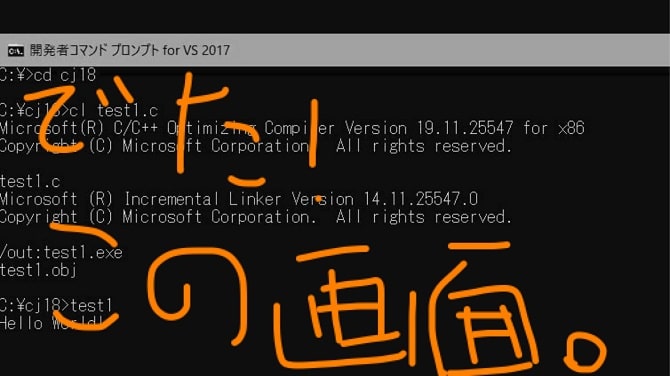 開発者コマンド プロンプト for VS 2017
C:¥>cd cj18
C:¥cj18>cl test1.c
Microsoft(R) C/C++ Optimizing Compiler Version 19.11.25547 for x86
Copyright (C) Microsoft Corporation.  All rights reserved.
test1.c
Microsoft (R) Incremental Linker Version 14.11.25547.0
Copyright (C) Microsoft Corporation.  All rights reserved.
/out:test1.exe
test1.obj
C:¥cj18>test1
Hello World!
でた!
この画面。